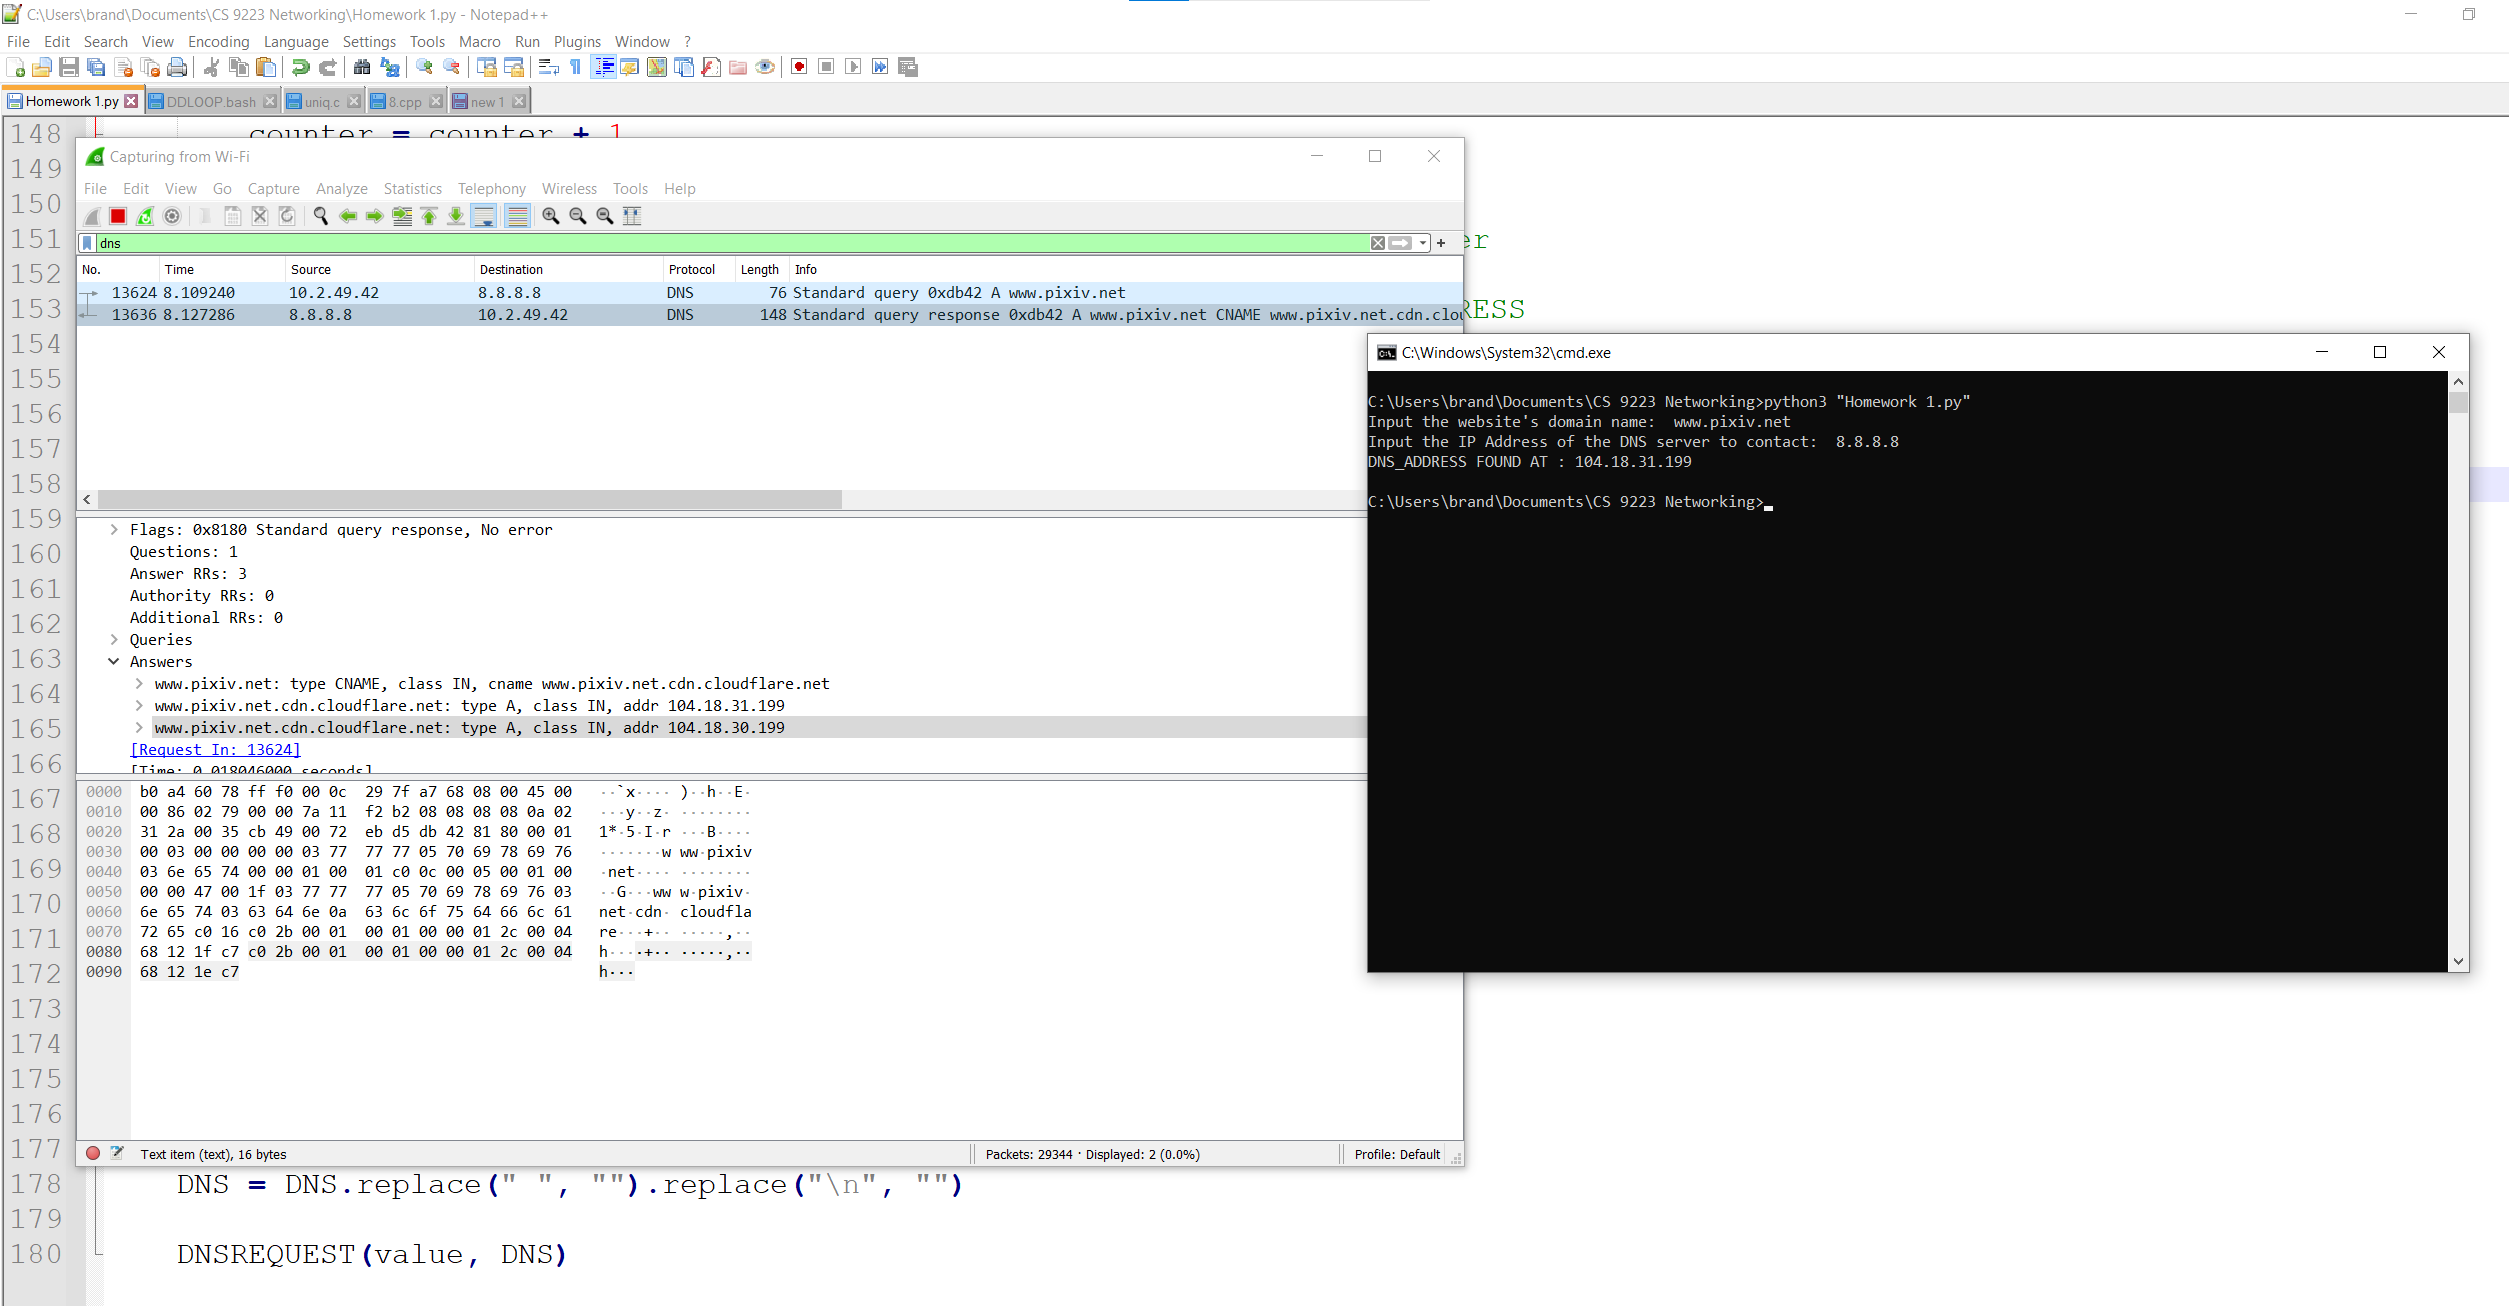 C:\Users\brand\Documents\CS 9223 Networking\Homework 1.py - Notepad++
File Edit Search View Encoding Language Settings Tools Macro Run Plugins Window ?
Homework 1.py DDLOOP.bash uniq.c 8.cpp new 1
148 counter = counter + 1
149
150
151 er
152
153 RESS
154
155
156
157
158
159
160
161
162
163
164
165
166
167
168
169
170
171
172
173
174
175
176
177
178 DNS = DNS.replace(" ", "").replace("\n", "")
179
180 DNSREQUEST(value, DNS)
Capturing from Wi-Fi
File Edit View Go Capture Analyze Statistics Telephony Wireless Tools Help
dns
No. Time Source Destination Protocol Length Info
13624 8.109240 10.2.49.42 8.8.8.8 DNS 76 Standard query 0xdb42 A www.pixiv.net
13636 8.127286 8.8.8.8 10.2.49.42 DNS 148 Standard query response 0xdb42 A www.pixiv.net CNAME www.pixiv.net.cdn.clou
Flags: 0x8180 Standard query response, No error
Questions: 1
Answer RRs: 3
Authority RRs: 0
Additional RRs: 0
Queries
Answers
www.pixiv.net: type CNAME, class IN, cname www.pixiv.net.cdn.cloudflare.net
www.pixiv.net.cdn.cloudflare.net: type A, class IN, addr 104.18.31.199
www.pixiv.net.cdn.cloudflare.net: type A, class IN, addr 104.18.30.199
[Request In: 13624]
[Time: 0.018046000 seconds]
0000 b0 a4 60 78 ff f0 00 0c 29 7f a7 68 08 00 45 00 ··`x···· )··h··E·
0010 00 86 02 79 00 00 7a 11 f2 b2 08 08 08 08 0a 02 ···y··z· ········
0020 31 2a 00 35 cb 49 00 72 eb d5 db 42 81 80 00 01 1*·5·I·r ···B····
0030 00 03 00 00 00 00 03 77 77 77 05 70 69 78 69 76 ·······w ww·pixiv
0040 03 6e 65 74 00 00 01 00 01 c0 0c 00 05 00 01 00 ·net···· ········
0050 00 00 47 00 1f 03 77 77 77 05 70 69 78 69 76 03 ··G···ww w·pixiv·
0060 6e 65 74 03 63 64 6e 0a 63 6c 6f 75 64 66 6c 61 net·cdn· cloudfla
0070 72 65 c0 16 c0 2b 00 01 00 01 00 00 01 2c 00 04 re···+·· ·····,··
0080 68 12 1f c7 c0 2b 00 01 00 01 00 00 01 2c 00 04 h····+·· ·····,··
0090 68 12 1e c7 h···
Text item (text), 16 bytes Packets: 29344 · Displayed: 2 (0.0%) Profile: Default
C:\Windows\System32\cmd.exe
C:\Users\brand\Documents\CS 9223 Networking>python3 "Homework 1.py"
Input the website's domain name:  www.pixiv.net
Input the IP Address of the DNS server to contact:  8.8.8.8
DNS_ADDRESS FOUND AT : 104.18.31.199
C:\Users\brand\Documents\CS 9223 Networking>